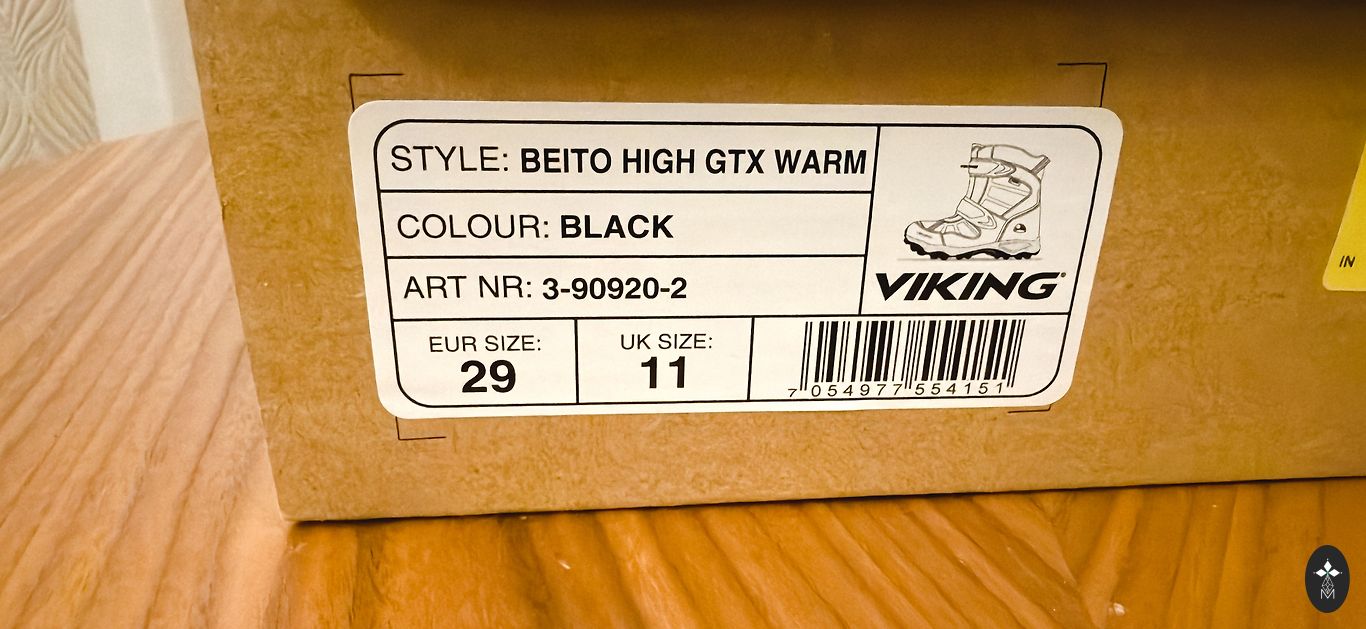 STYLE: BEITO HIGH GTX WARM
COLOUR: BLACK
ART NR: 3-90920-2
VIKING
EUR SIZE:
29
UK SIZE:
11
7 054977 554151
IN
M